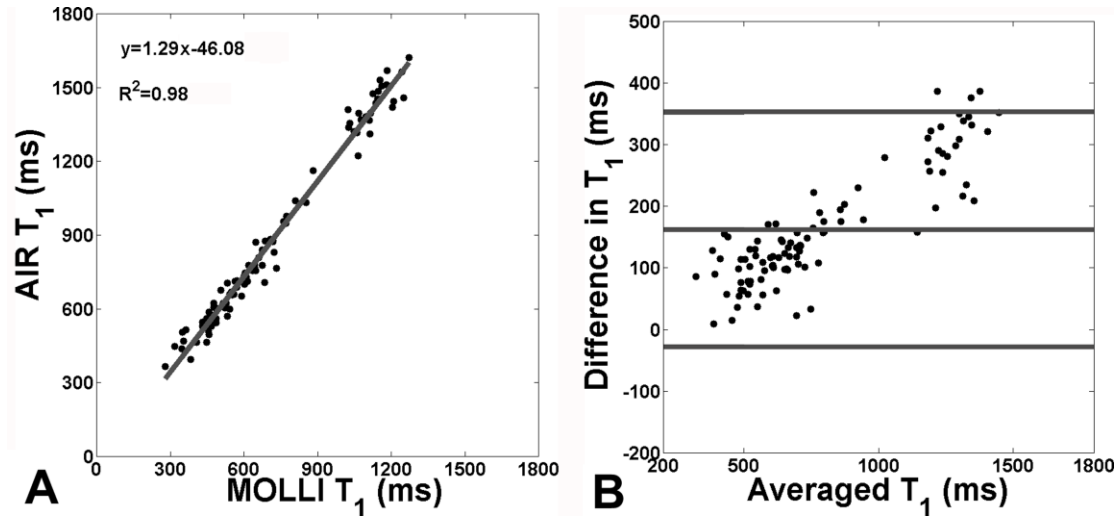 y=1.29x-46.08
R²=0.98
AIR T₁ (ms)
1800
1500
1200
900
600
300
0
0 300 600 900 1200 1500 1800
MOLLI T₁ (ms)
A
Difference in T₁ (ms)
500
400
300
200
100
0
-100
-200
200 500 1000 1500 1800
Averaged T₁ (ms)
B